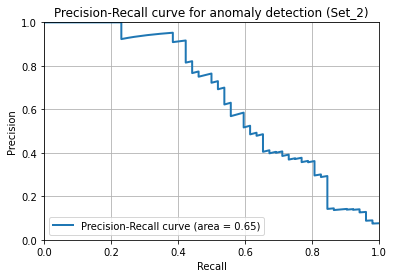 Precision-Recall curve for anomaly detection (Set_2)
1.0
0.8
0.6
0.4
0.2
0.0
Precision
Precision-Recall curve (area = 0.65)
0.0 0.2 0.4 0.6 0.8 1.0
Recall